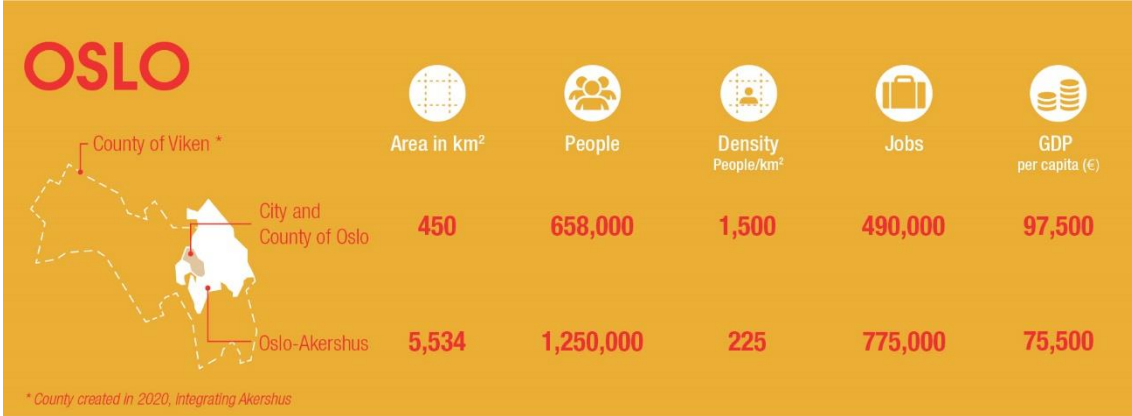 OSLO
County of Viken *
Area in km²
People
Density
People/km²
Jobs
GDP
per capita (€)
City and
County of Oslo
450
658,000
1,500
490,000
97,500
Oslo-Akershus
5,534
1,250,000
225
775,000
75,500
* County created in 2020, integrating Akershus